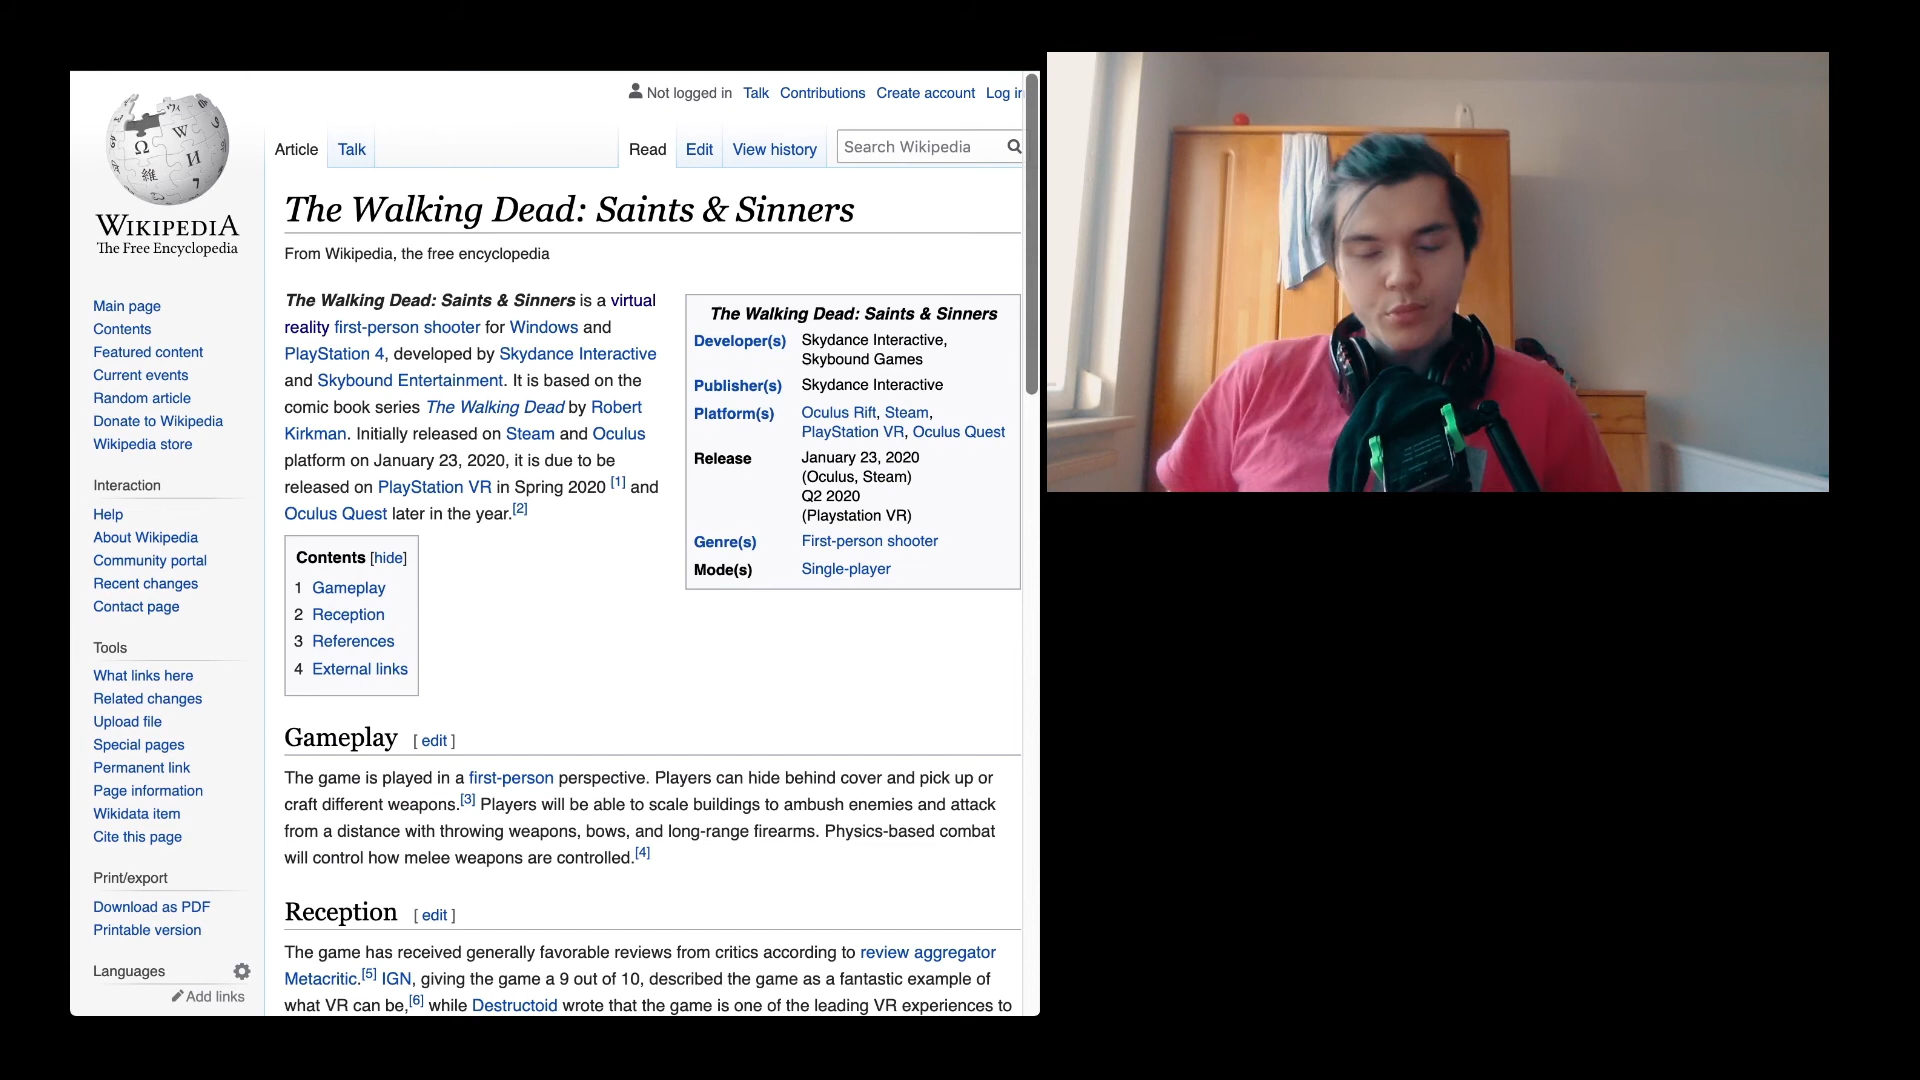 Not logged in Talk Contributions Create account Log in
Article Talk Read Edit View history Search Wikipedia
WIKIPEDIA
The Free Encyclopedia
Main page
Contents
Featured content
Current events
Random article
Donate to Wikipedia
Wikipedia store
Interaction
Help
About Wikipedia
Community portal
Recent changes
Contact page
Tools
What links here
Related changes
Upload file
Special pages
Permanent link
Page information
Wikidata item
Cite this page
Print/export
Download as PDF
Printable version
Languages
Add links
The Walking Dead: Saints & Sinners
From Wikipedia, the free encyclopedia
The Walking Dead: Saints & Sinners is a virtual
reality first-person shooter for Windows and
PlayStation 4, developed by Skydance Interactive
and Skybound Entertainment. It is based on the
comic book series The Walking Dead by Robert
Kirkman. Initially released on Steam and Oculus
platform on January 23, 2020, it is due to be
released on PlayStation VR in Spring 2020 [1] and
Oculus Quest later in the year.[2]
The Walking Dead: Saints & Sinners
Developer(s) Skydance Interactive,
Skybound Games
Publisher(s) Skydance Interactive
Platform(s) Oculus Rift, Steam,
PlayStation VR, Oculus Quest
Release January 23, 2020
(Oculus, Steam)
Q2 2020
(Playstation VR)
Genre(s) First-person shooter
Mode(s) Single-player
Contents [hide]
1 Gameplay
2 Reception
3 References
4 External links
Gameplay [ edit ]
The game is played in a first-person perspective. Players can hide behind cover and pick up or
craft different weapons.[3] Players will be able to scale buildings to ambush enemies and attack
from a distance with throwing weapons, bows, and long-range firearms. Physics-based combat
will control how melee weapons are controlled.[4]
Reception [ edit ]
The game has received generally favorable reviews from critics according to review aggregator
Metacritic.[5] IGN, giving the game a 9 out of 10, described the game as a fantastic example of
what VR can be,[6] while Destructoid wrote that the game is one of the leading VR experiences to